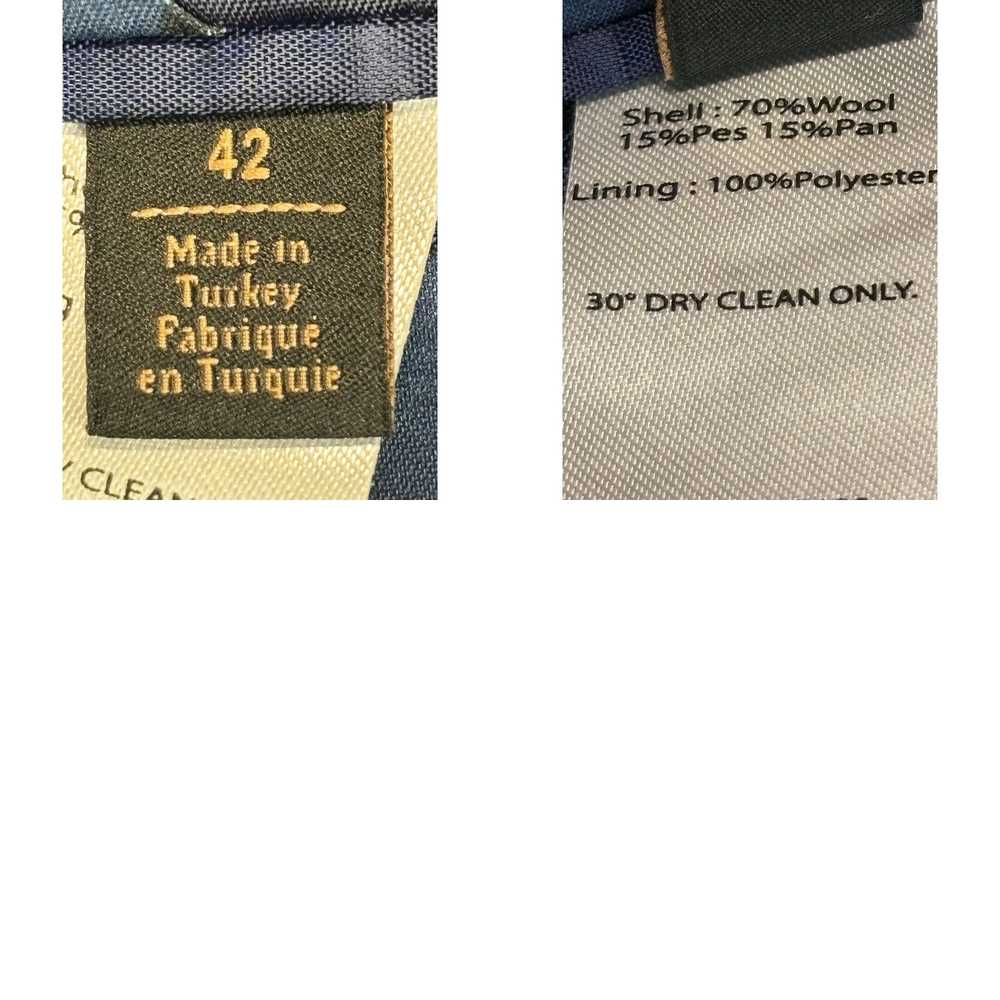 42
Made in
Turkey
Fabriqué
en Turquie
CLEAN
Shell : 70%Wool
15%Pes 15%Pan
Lining : 100%Polyester
30° DRY CLEAN ONLY.